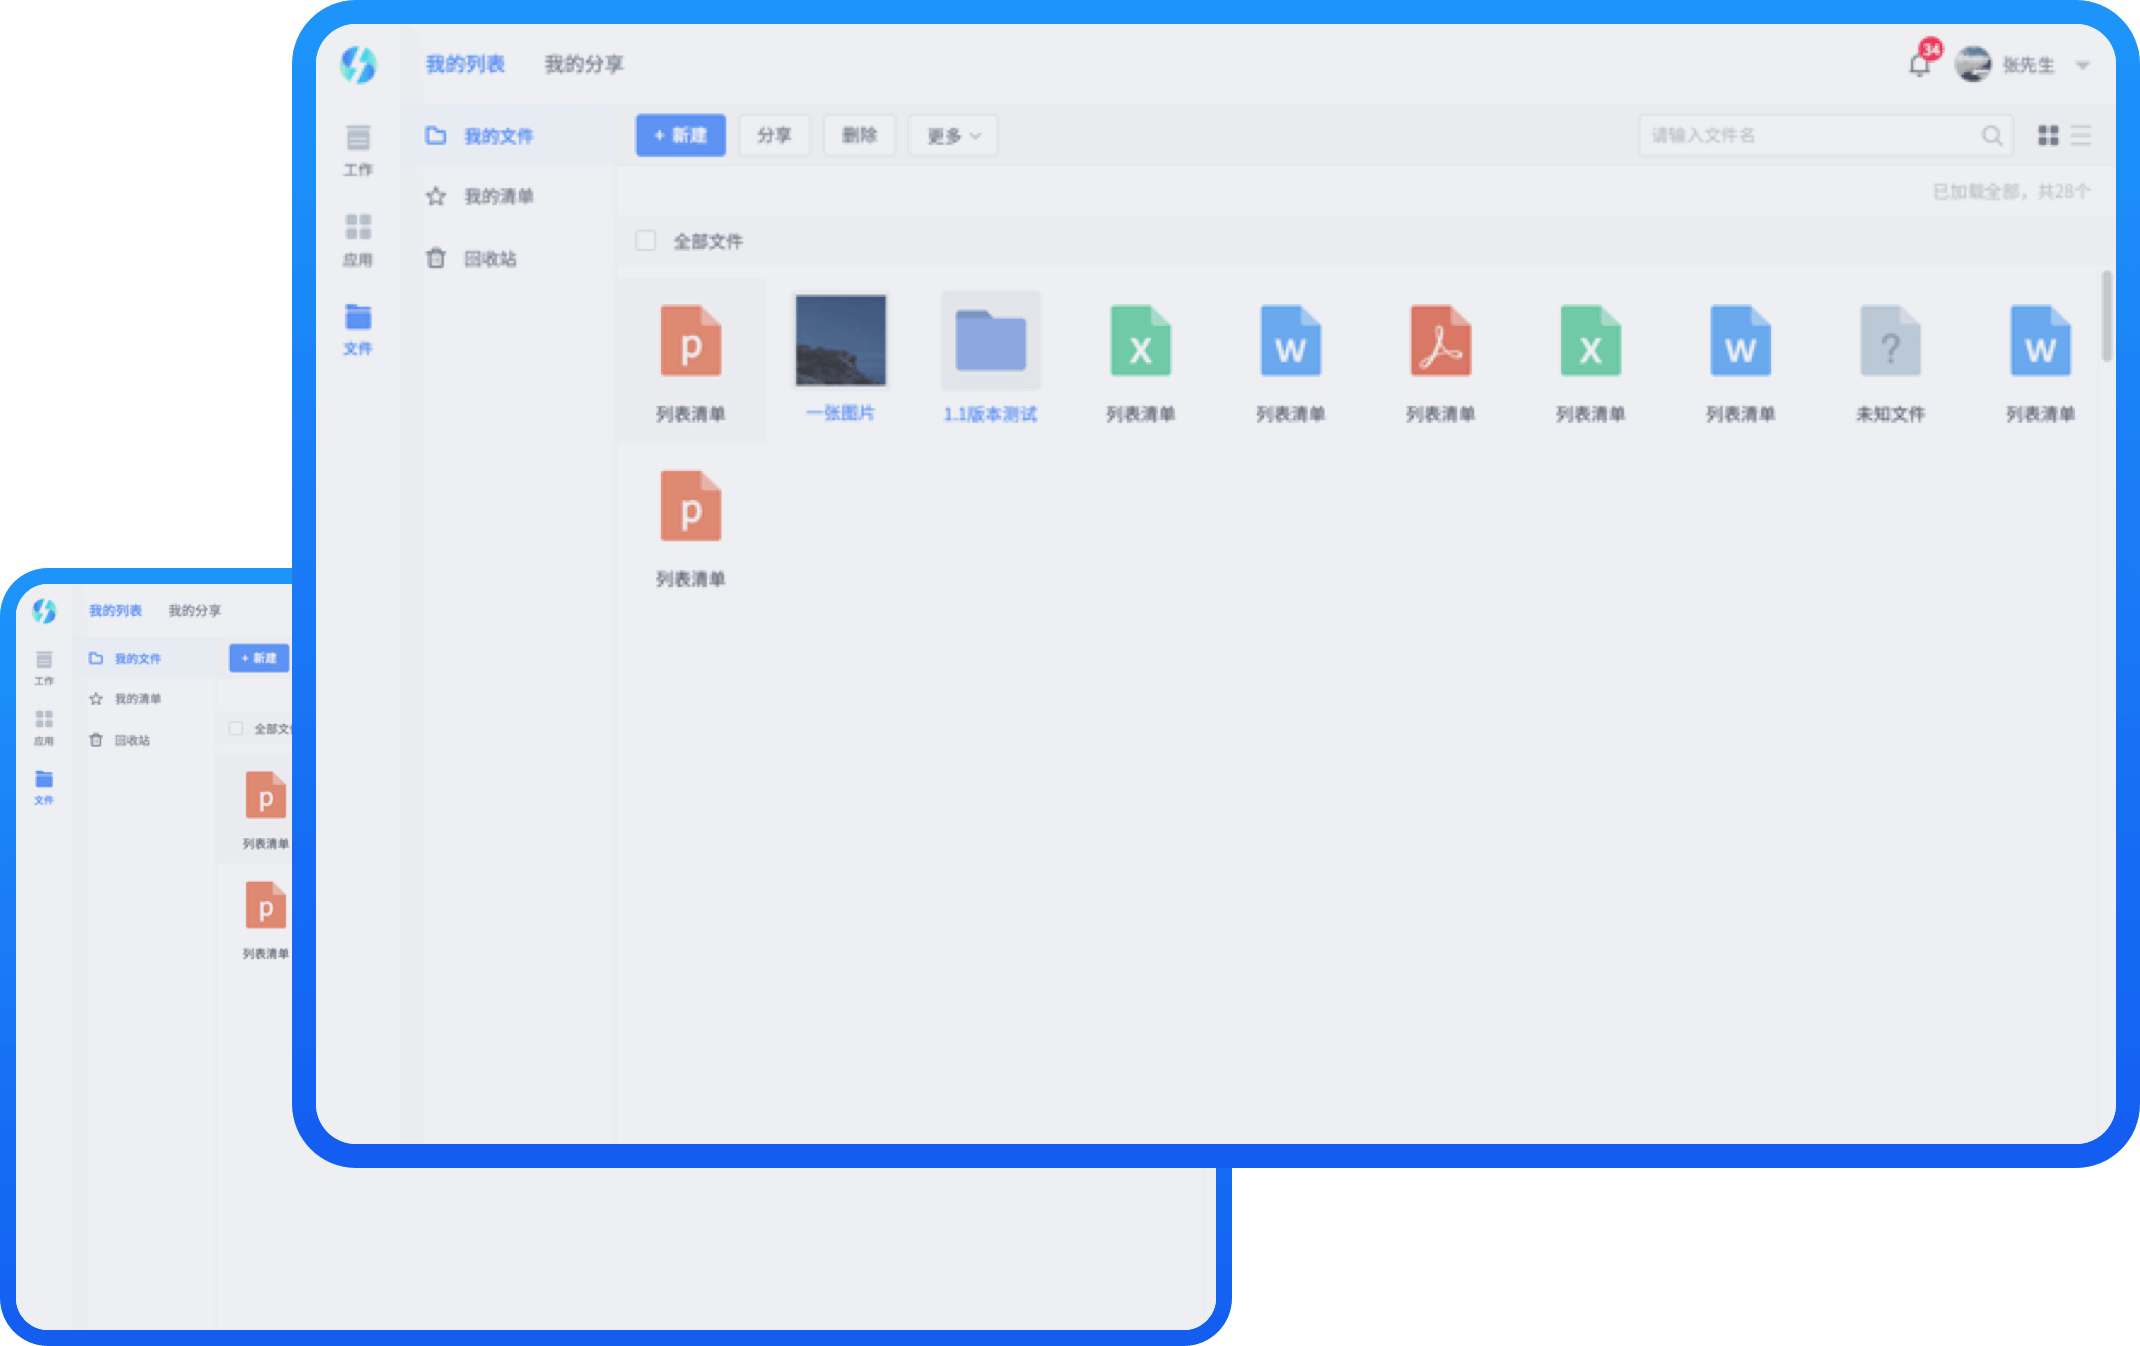 我的列表 我的分享 34 张先生
工作
应用
文件
我的文件
我的清单
回收站
+ 新建 分享 删除 更多 请输入文件名
已加载全部，共28个
全部文件
p X W X W ? W
列表清单 一张图片 1.1版本测试 列表清单 列表清单 列表清单 列表清单 列表清单 未知文件 列表清单
p
列表清单
我的列表 我的分享
工作
应用
文件
我的文件
我的清单
回收站
+ 新建
全部文
p
列表清单
p
列表清单